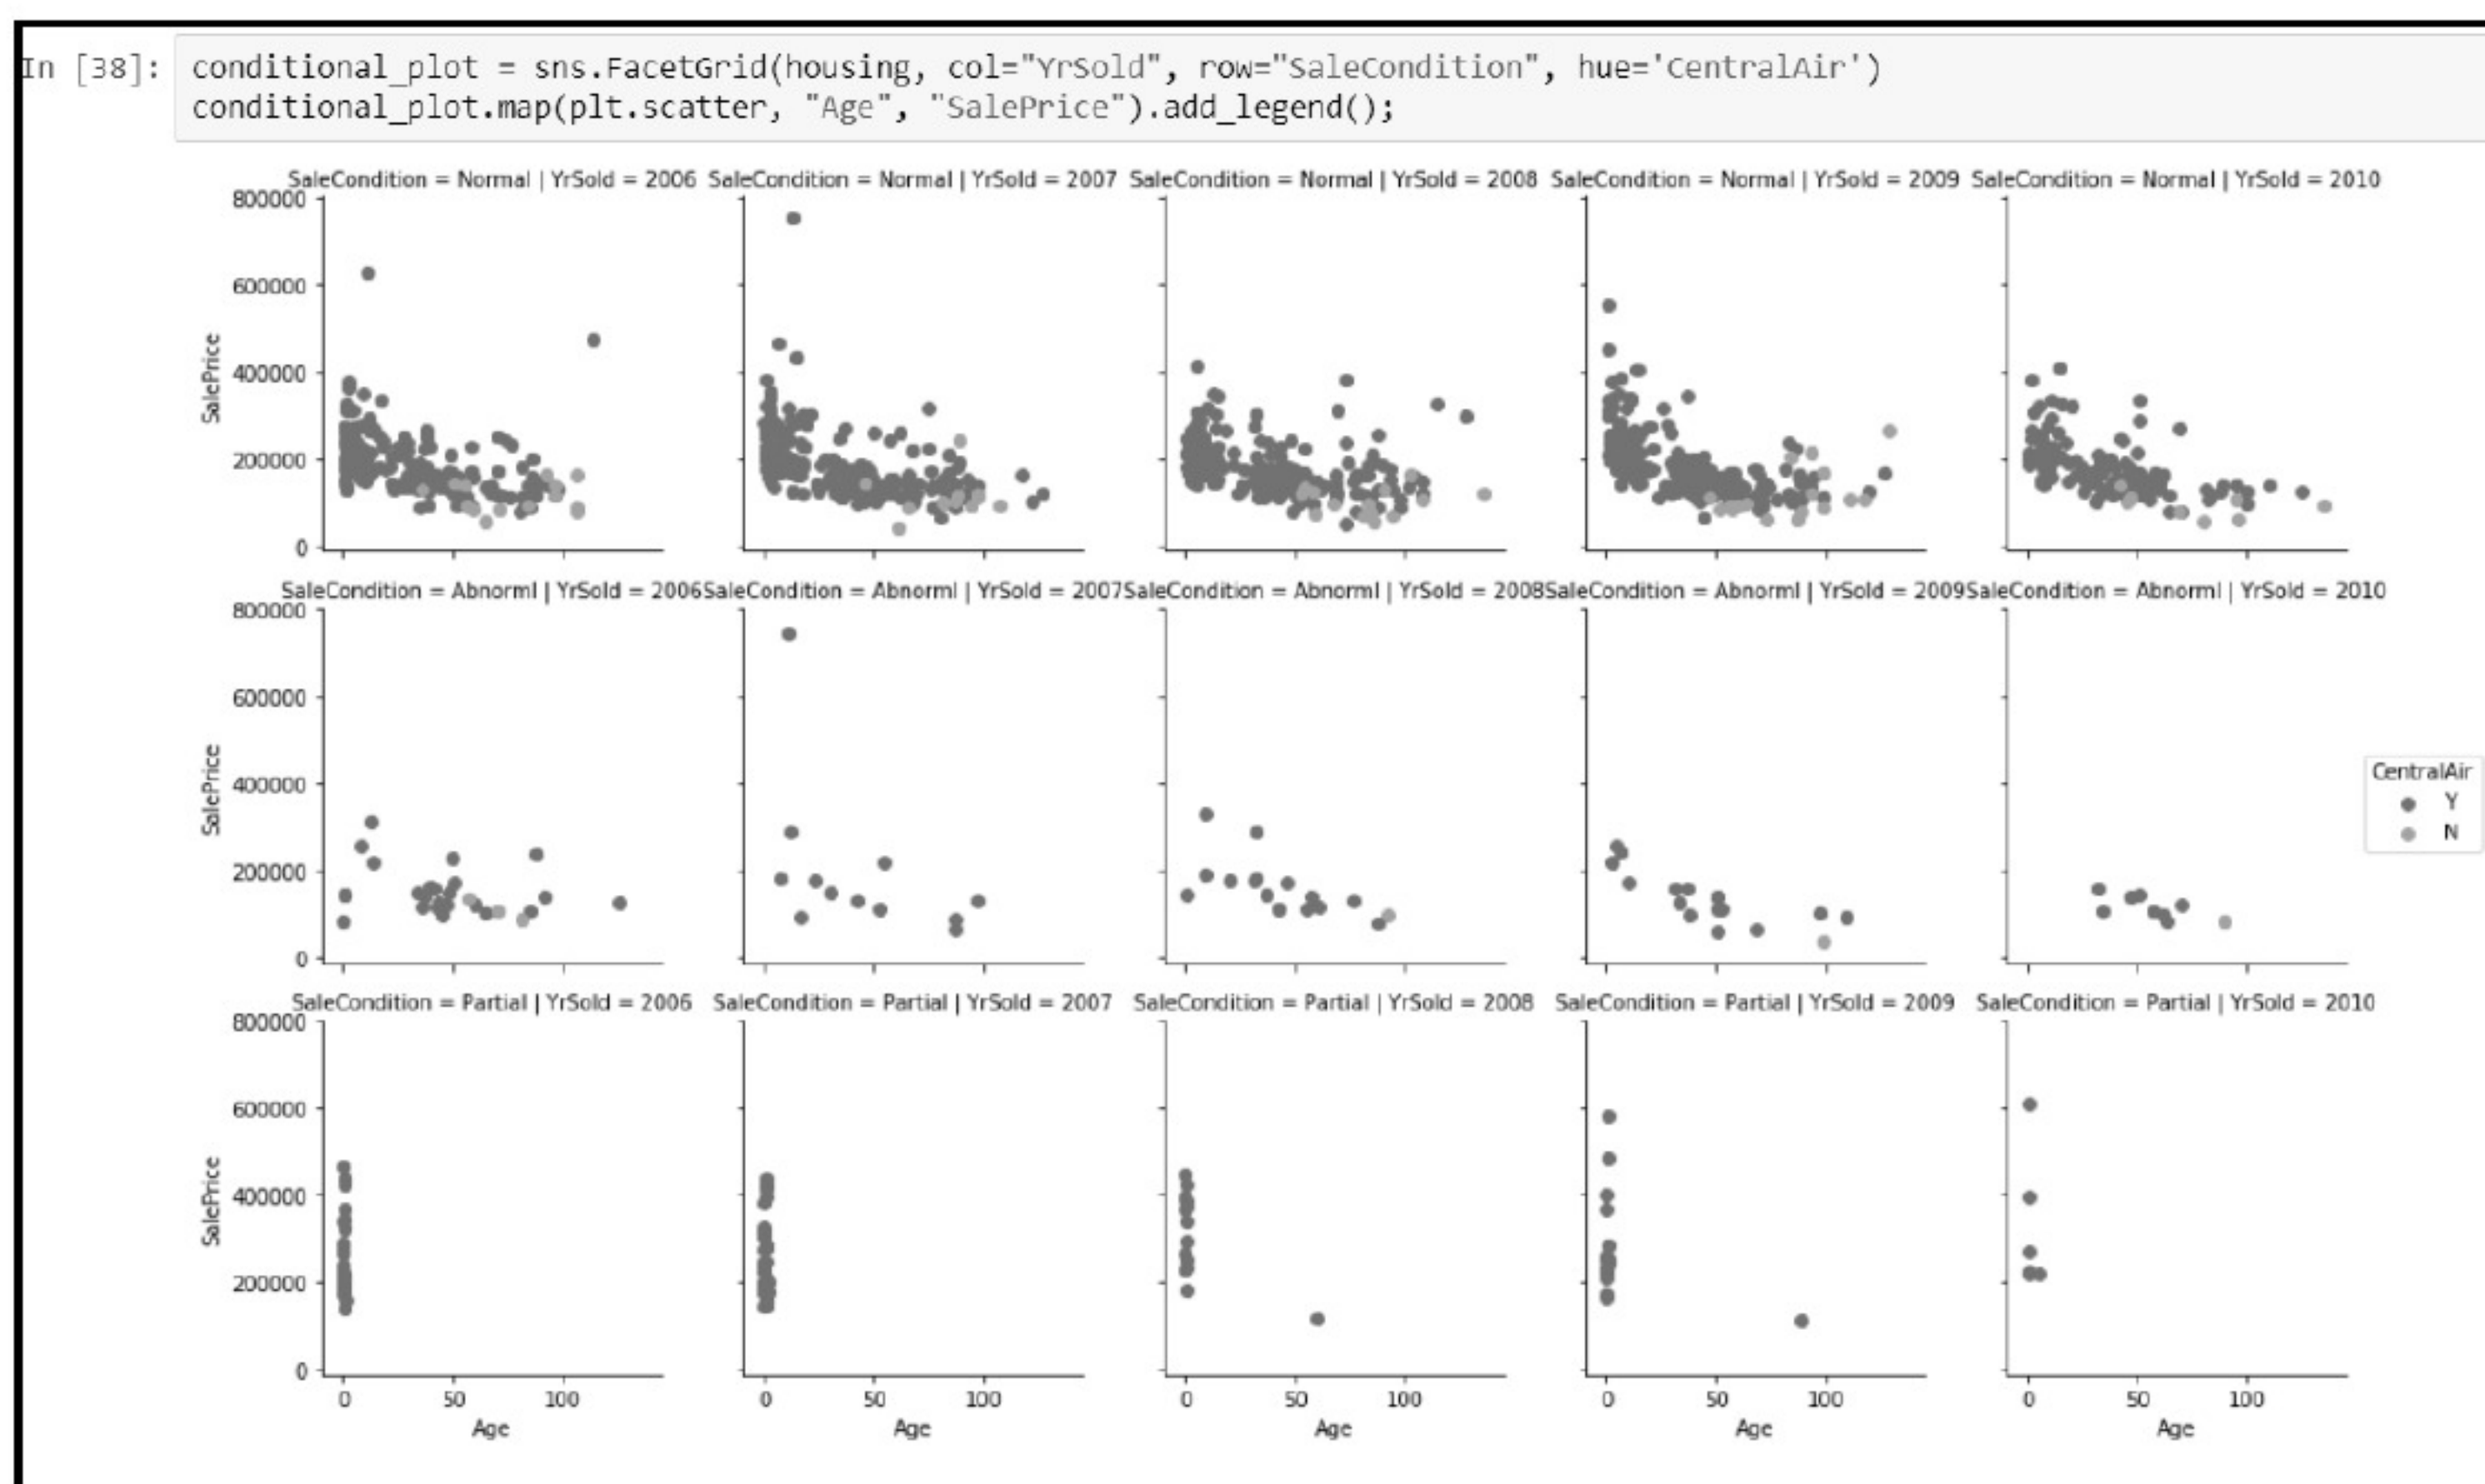 In [38]: conditional_plot = sns.FacetGrid(housing, col="YrSold", row="SaleCondition", hue='CentralAir')
conditional_plot.map(plt.scatter, "Age", "SalePrice").add_legend();
SaleCondition = Normal | YrSold = 2006 SaleCondition = Normal | YrSold = 2007 SaleCondition = Normal | YrSold = 2008 SaleCondition = Normal | YrSold = 2009 SaleCondition = Normal | YrSold = 2010
800000
600000
SalePrice
400000
200000
0
SaleCondition = Abnorml | YrSold = 2006SaleCondition = Abnorml | YrSold = 2007SaleCondition = Abnorml | YrSold = 2008SaleCondition = Abnorml | YrSold = 2009SaleCondition = Abnorml | YrSold = 2010
800000
600000
SalePrice
400000
200000
0
CentralAir
Y
N
SaleCondition = Partial | YrSold = 2006 SaleCondition = Partial | YrSold = 2007 SaleCondition = Partial | YrSold = 2008 SaleCondition = Partial | YrSold = 2009 SaleCondition = Partial | YrSold = 2010
800000
600000
SalePrice
400000
200000
0
0 50 100 0 50 100 0 50 100 0 50 100 0 50 100
Age Age Age Age Age